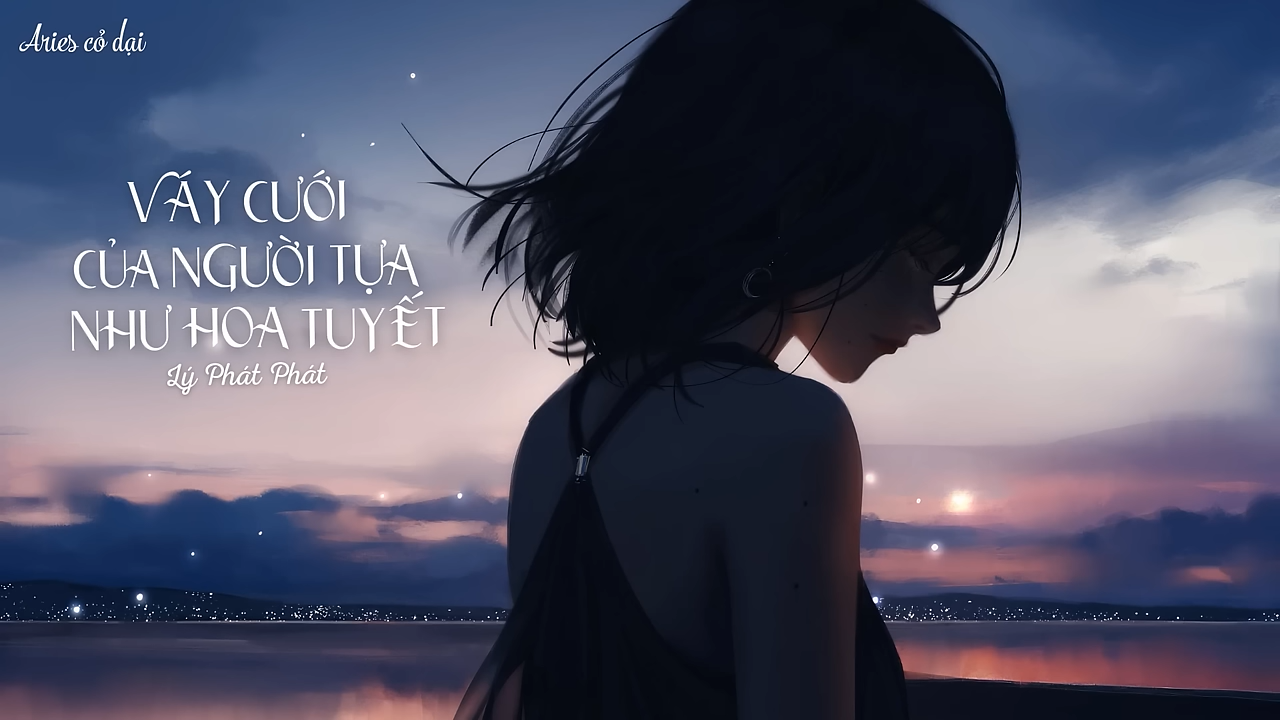 Aries cỏ dại
VÁY CƯỚI
CỦA NGƯỜI TỰA
NHƯ HOA TUYẾT
Lý Phát Phát